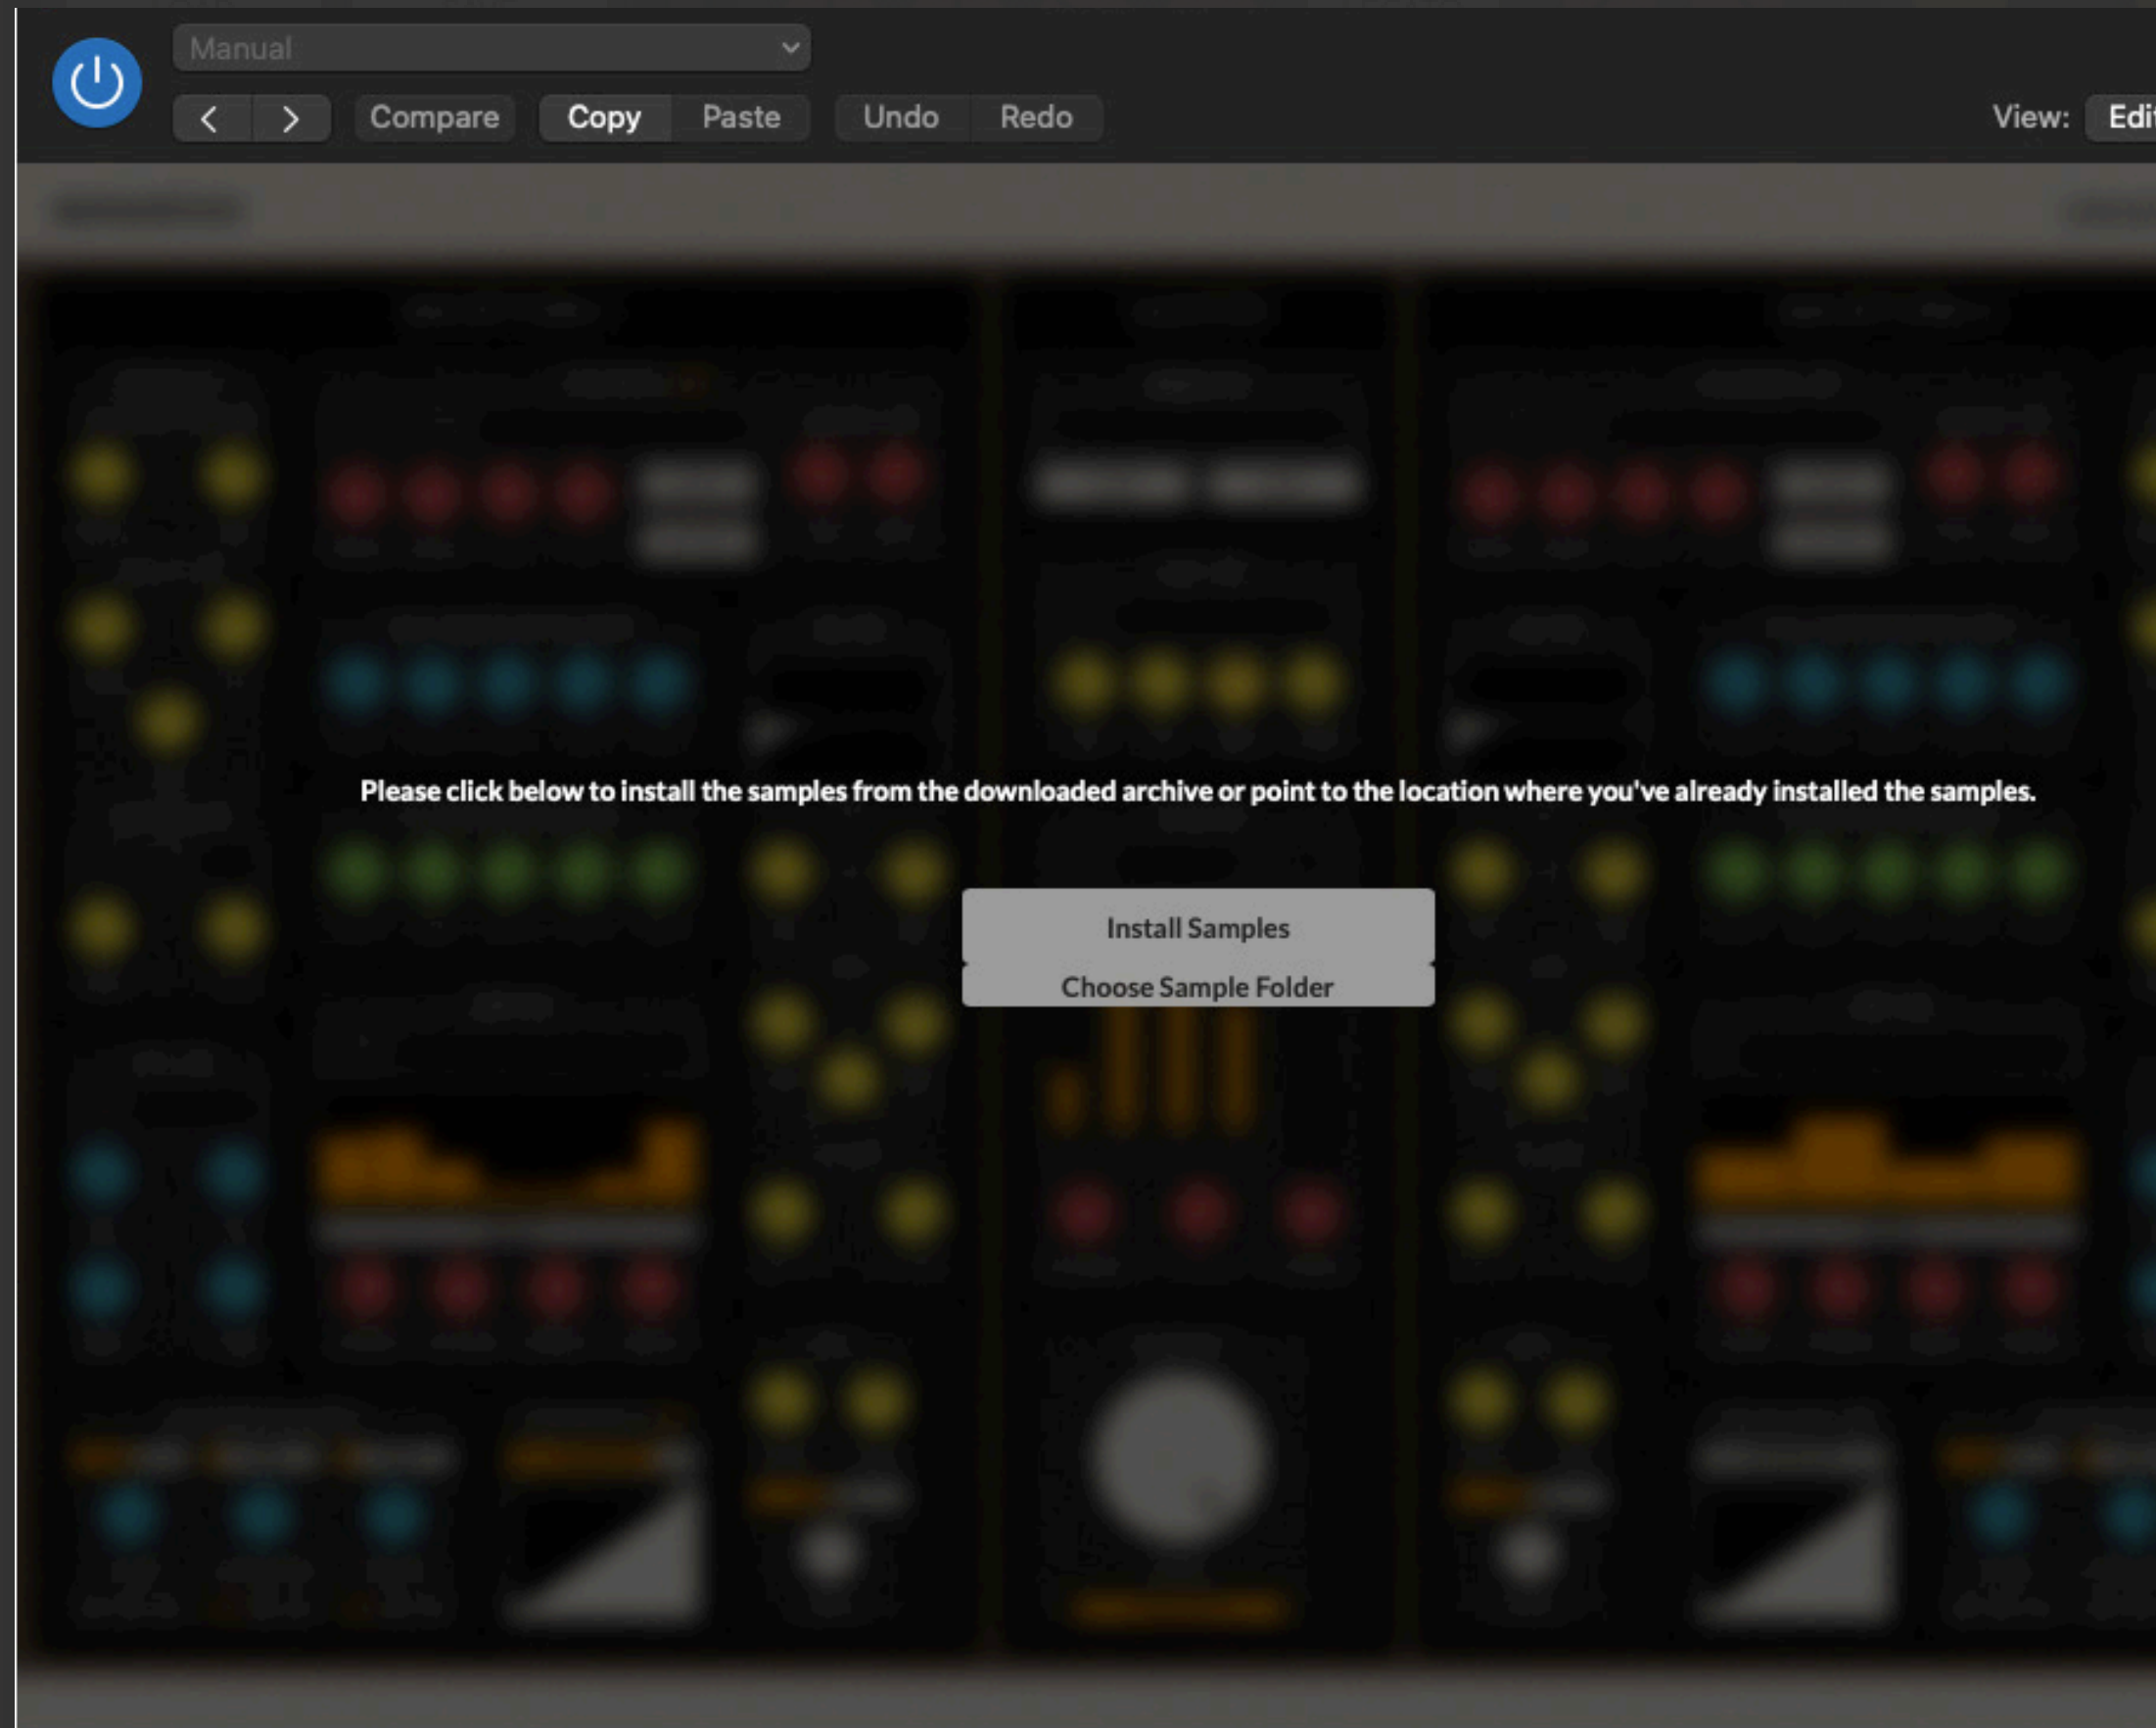 Manual
Compare Copy Paste Undo Redo View:
Please click below to install the samples from the downloaded archive or point to the location where you've already installed the samples.
Install Samples
Choose Sample Folder